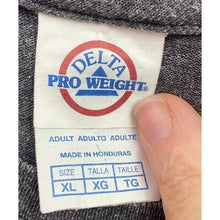 DELTA
PRO WEIGHT®
ADULT ADULTO ADULTE
MADE IN HONDURAS
SIZE TALLA TAILLE
XL XG TG